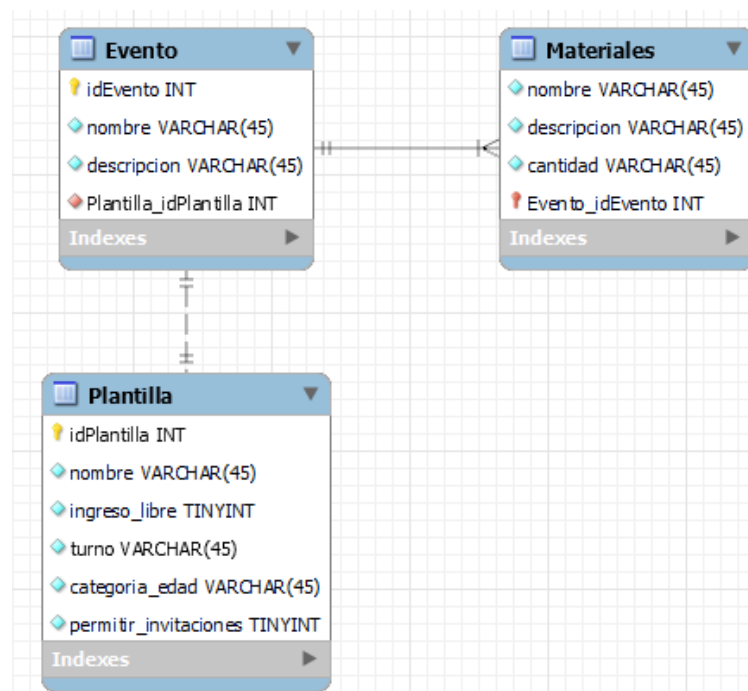 Evento
idEvento INT
nombre VARCHAR(45)
descripcion VARCHAR(45)
Plantilla_idPlantilla INT
Indexes
Materiales
nombre VARCHAR(45)
descripcion VARCHAR(45)
cantidad VARCHAR(45)
Evento_idEvento INT
Indexes
Plantilla
idPlantilla INT
nombre VARCHAR(45)
ingreso_libre TINYINT
turno VARCHAR(45)
categoria_edad VARCHAR(45)
permitir_invitaciones TINYINT
Indexes